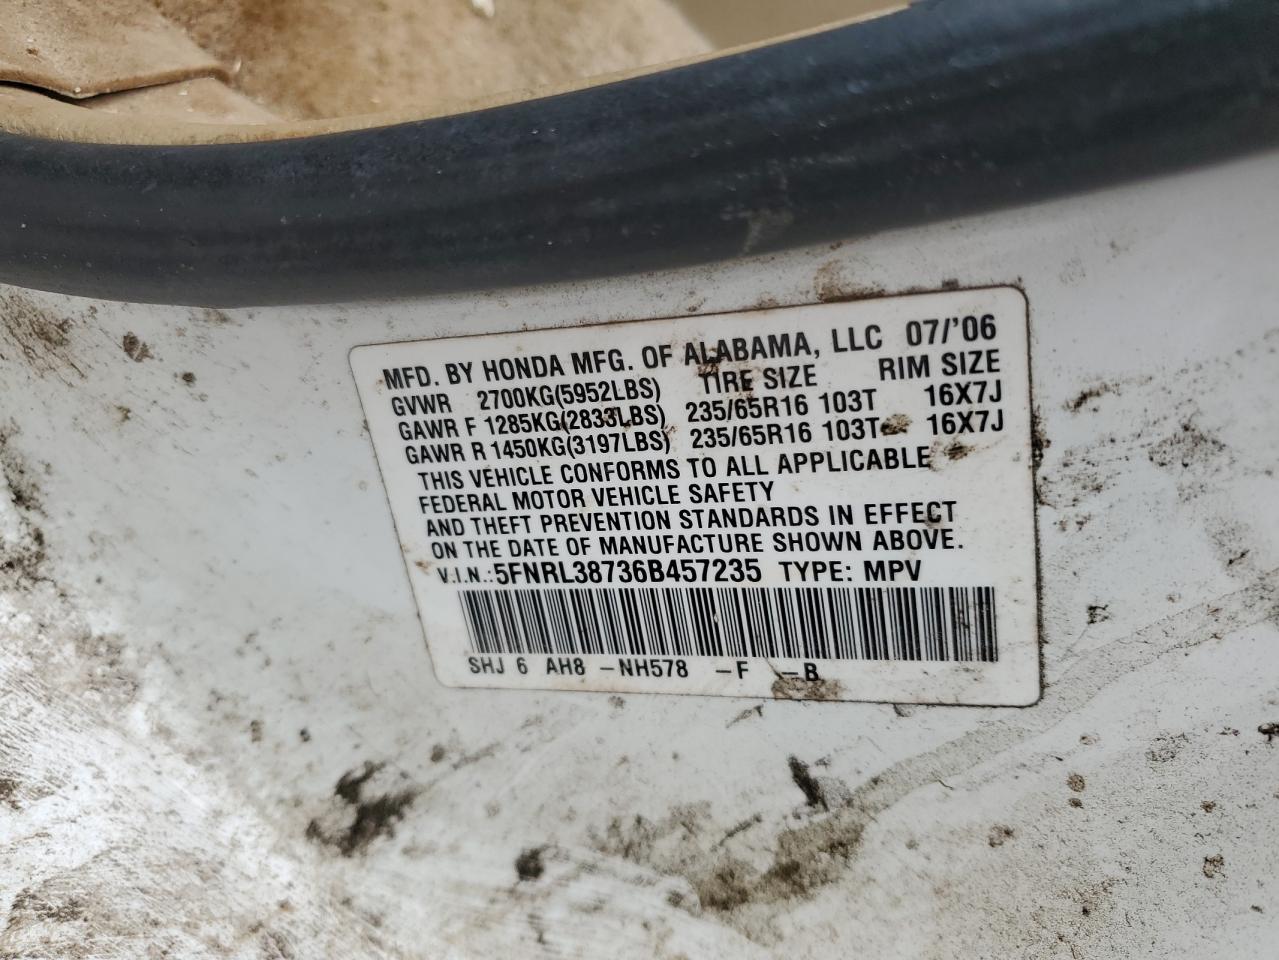 MFD. BY HONDA MFG. OF ALABAMA, LLC 07/'06
GVWR 2700KG(5952LBS) TIRE SIZE RIM SIZE
GAWR F 1285KG(2833LBS) 235/65R16 103T 16X7J
GAWR R 1450KG(3197LBS) 235/65R16 103T 16X7J
THIS VEHICLE CONFORMS TO ALL APPLICABLE
FEDERAL MOTOR VEHICLE SAFETY
AND THEFT PREVENTION STANDARDS IN EFFECT
ON THE DATE OF MANUFACTURE SHOWN ABOVE.
V.I.N.:5FNRL38736B457235 TYPE: MPV
SHJ 6 AH8 -NH578 -F -B